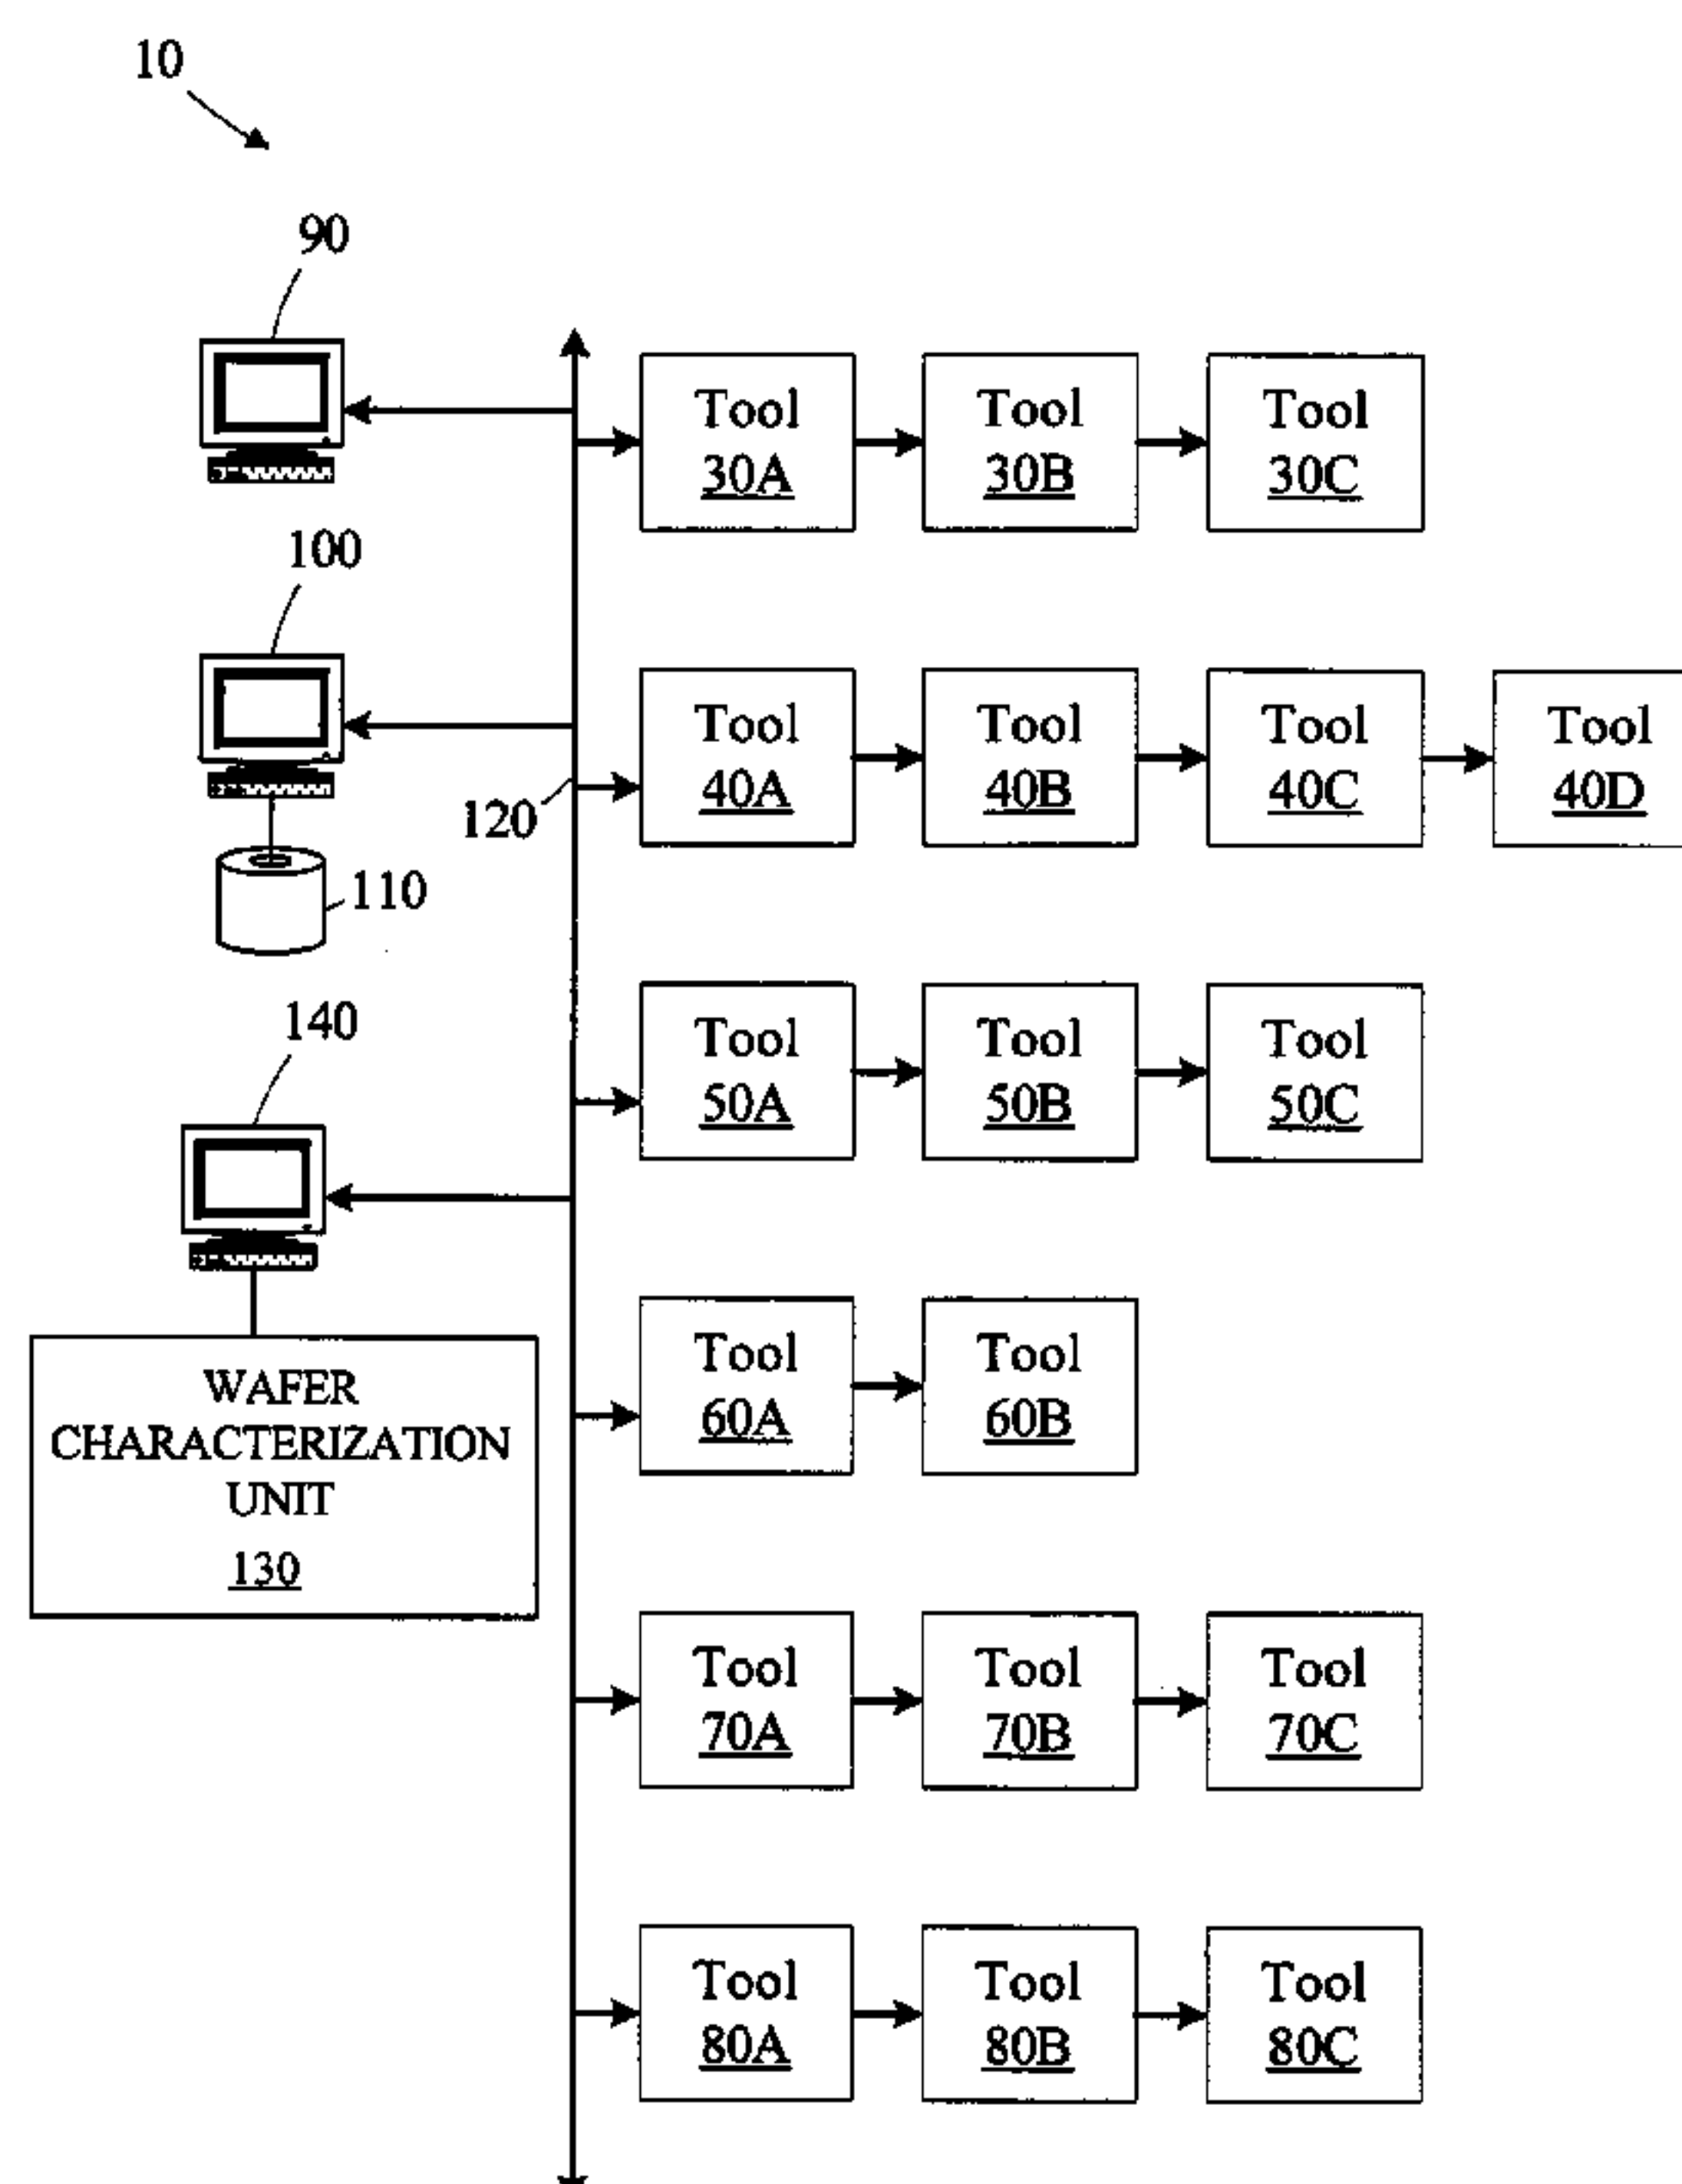 10
90
Tool Tool Tool
30A 30B 30C
100
Tool Tool Tool Tool
40A 40B 40C 40D
120
110
140
Tool Tool Tool
50A 50B 50C
Tool Tool
60A 60B
WAFER
CHARACTERIZATION
UNIT
130
Tool Tool Tool
70A 70B 70C
Tool Tool Tool
80A 80B 80C